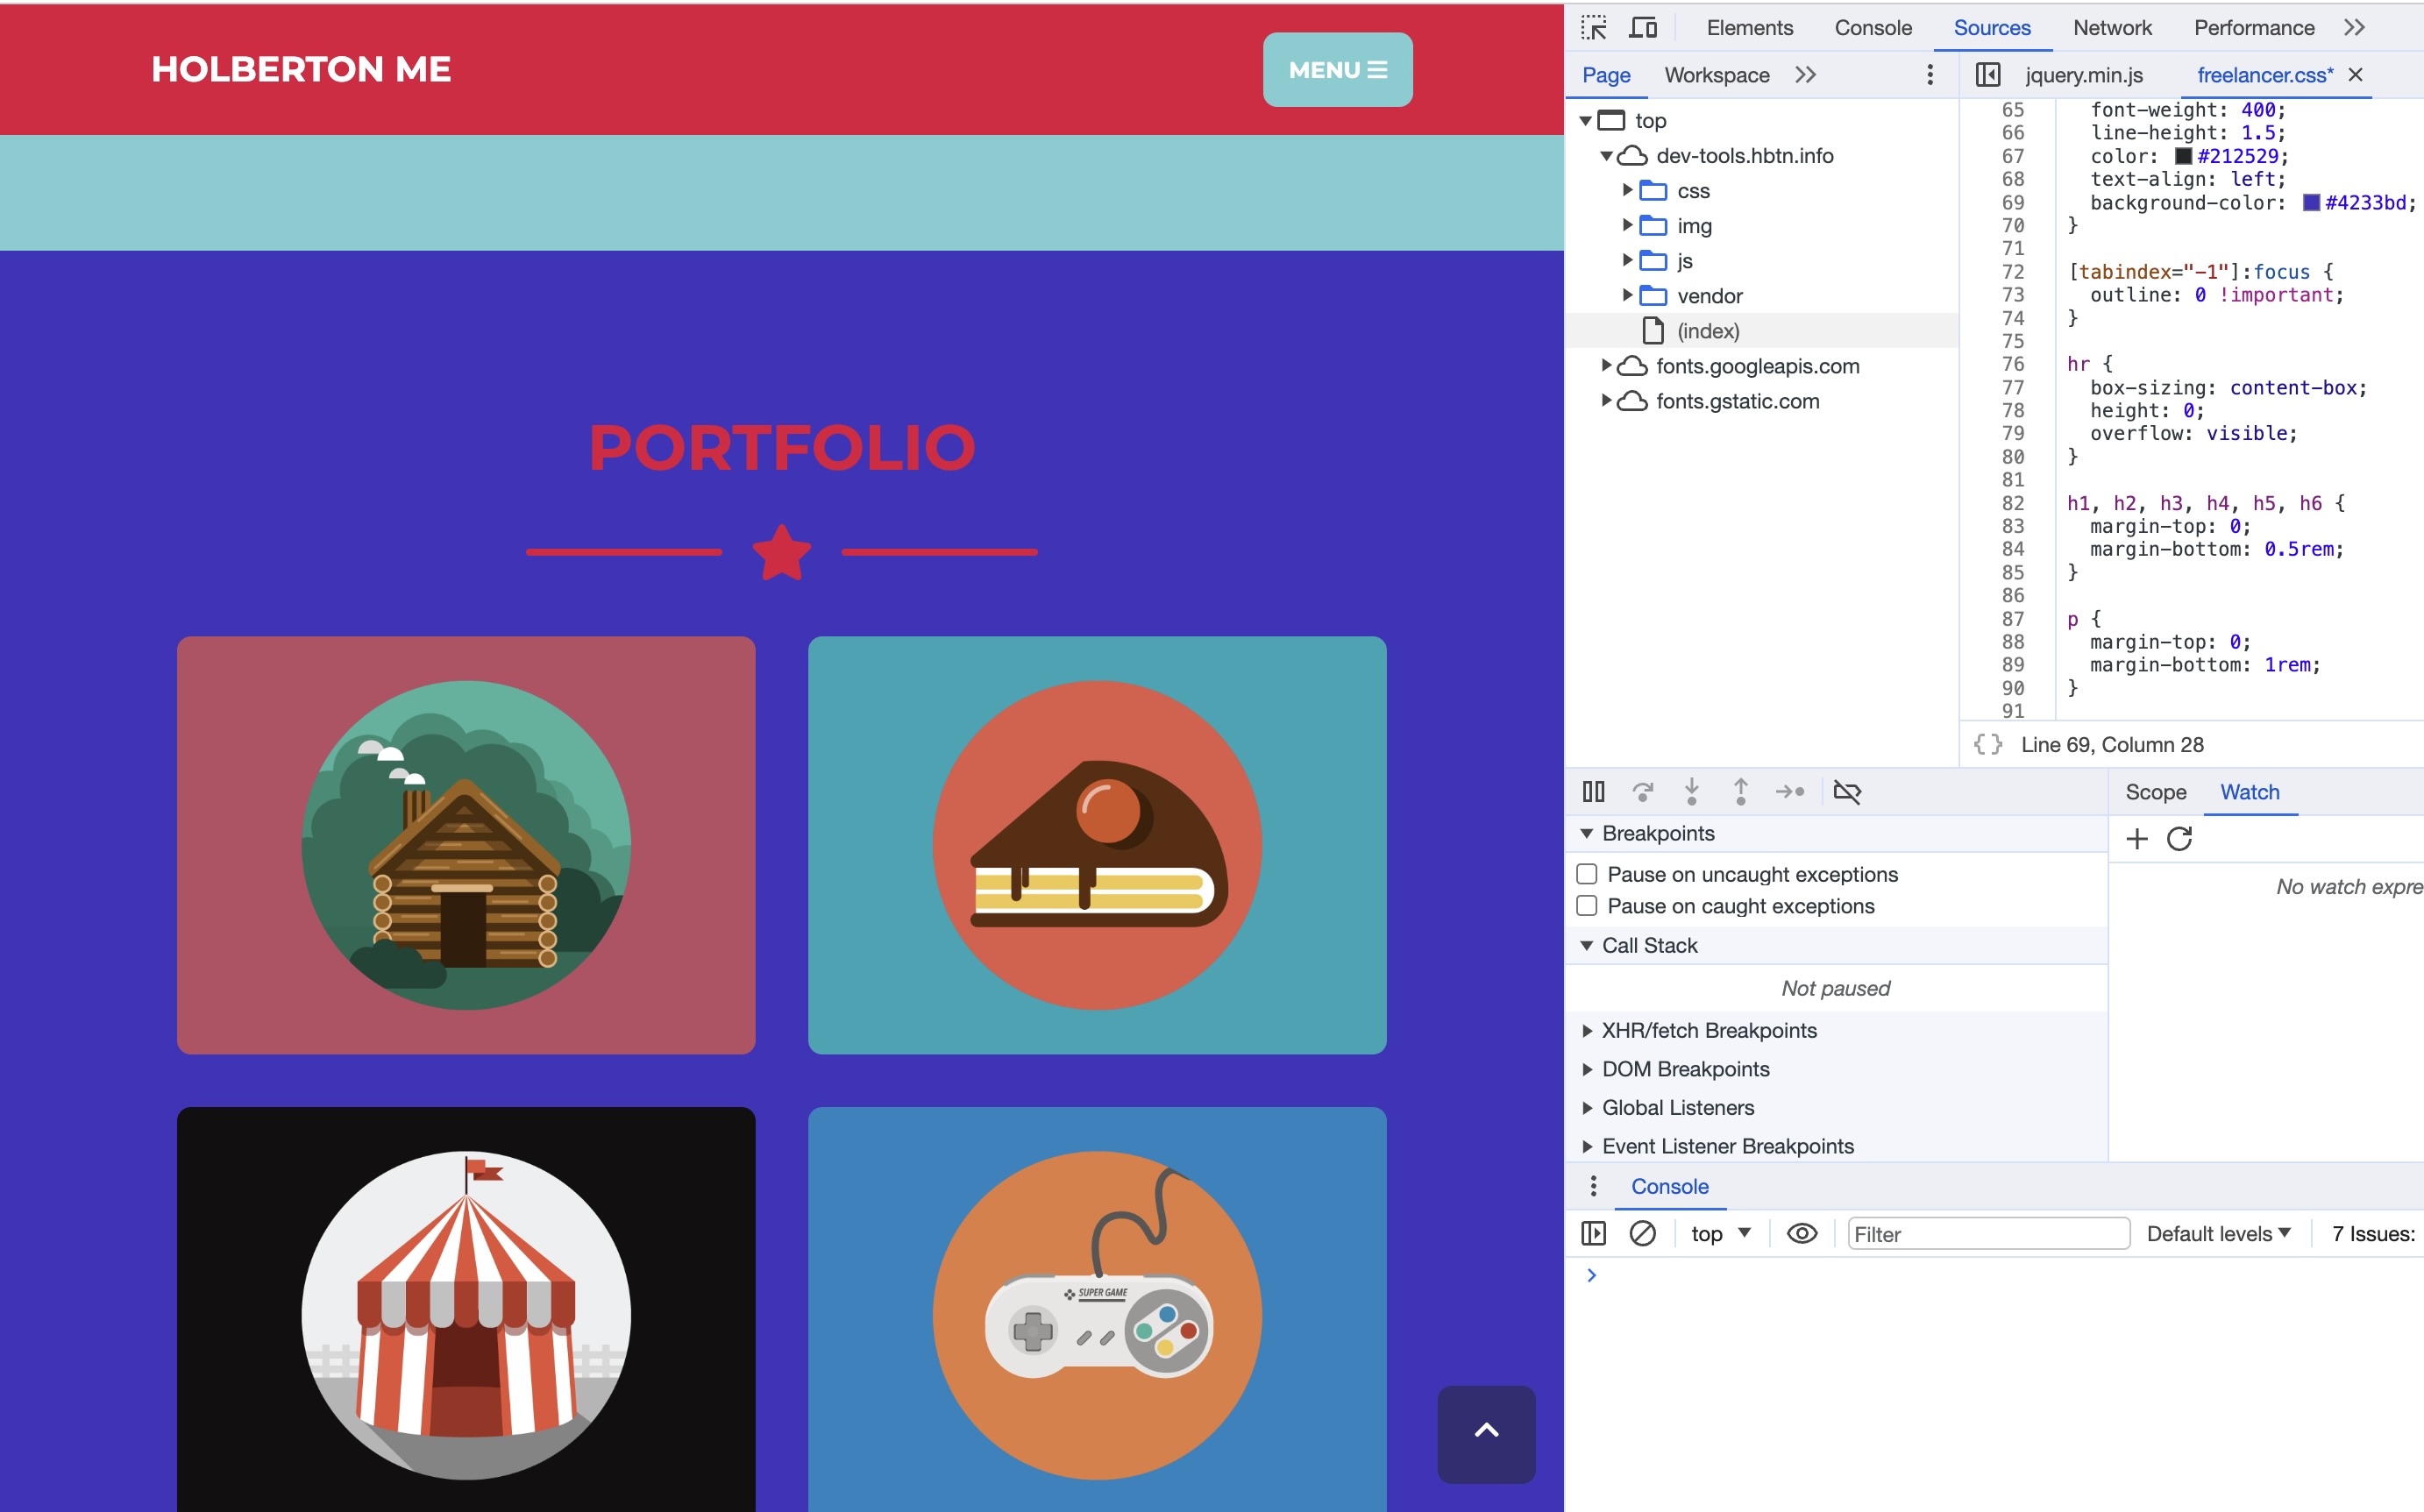 HOLBERTON ME
MENU
PORTFOLIO
SUPER GAME
Elements Console Sources Network Performance
Page Workspace
jquery.min.js freelancer.css*
top
dev-tools.hbtn.info
css
img
js
vendor
(index)
fonts.googleapis.com
fonts.gstatic.com
65 font-weight: 400;
66 line-height: 1.5;
67 color: #212529;
68 text-align: left;
69 background-color: #4233bd;
70 }
71
72 [tabindex="-1"]:focus {
73 outline: 0 !important;
74 }
75
76 hr {
77 box-sizing: content-box;
78 height: 0;
79 overflow: visible;
80 }
81
82 h1, h2, h3, h4, h5, h6 {
83 margin-top: 0;
84 margin-bottom: 0.5rem;
85 }
86
87 p {
88 margin-top: 0;
89 margin-bottom: 1rem;
90 }
91
{} Line 69, Column 28
Scope Watch
Breakpoints
Pause on uncaught exceptions
Pause on caught exceptions
Call Stack
Not paused
XHR/fetch Breakpoints
DOM Breakpoints
Global Listeners
Event Listener Breakpoints
No watch expre
Console
top Filter Default levels 7 Issues: